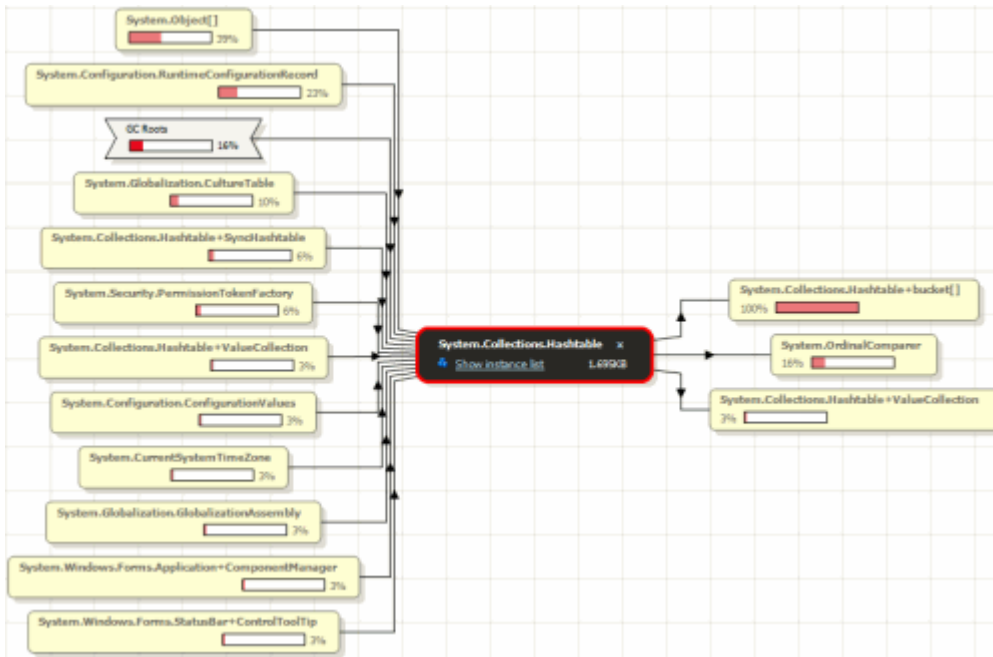 System.Object[]
39%
System.Configuration.RuntimeConfigurationRecord
23%
GC Roots
16%
System.Globalization.CultureTable
10%
System.Collections.Hashtable+SyncHashtable
6%
System.Security.PermissionTokenFactory
6%
System.Collections.Hashtable+ValueCollection
3%
System.Configuration.ConfigurationValues
3%
System.CurrentSystemTimeZone
3%
System.Globalization.GlobalizationAssembly
3%
System.Windows.Forms.Application+ComponentManager
3%
System.Windows.Forms.StatusBar+ControlToolTip
3%
System.Collections.Hashtable x
Show instance list 1.695KB
System.Collections.Hashtable+bucket[]
100%
System.OrdinalComparer
16%
System.Collections.Hashtable+ValueCollection
3%